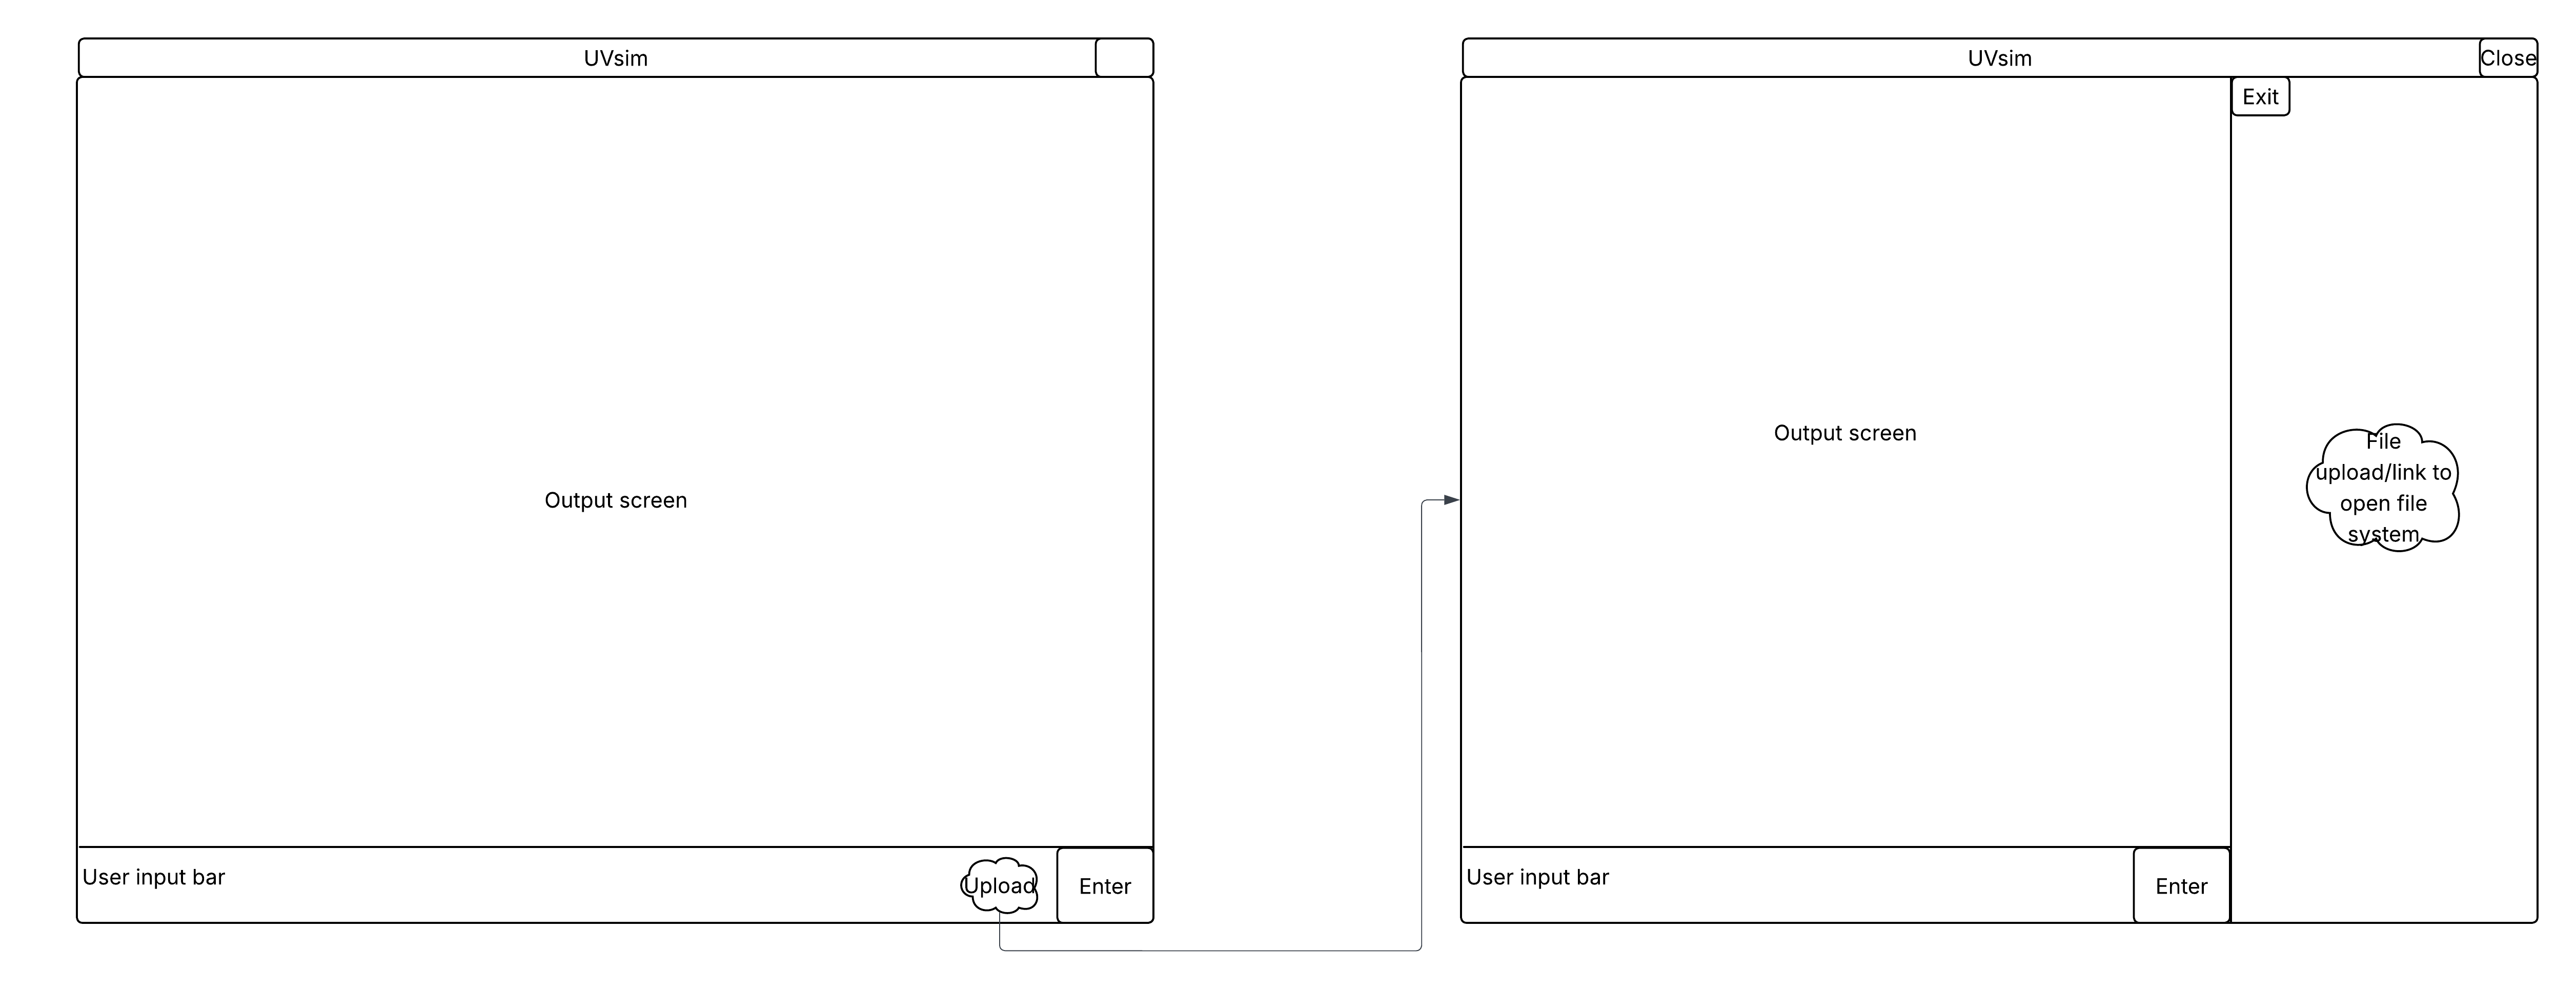 UVsim
Output screen
User input bar
Upload
Enter
UVsim
Close
Exit
Output screen
File
upload/link to
open file
system
User input bar
Enter